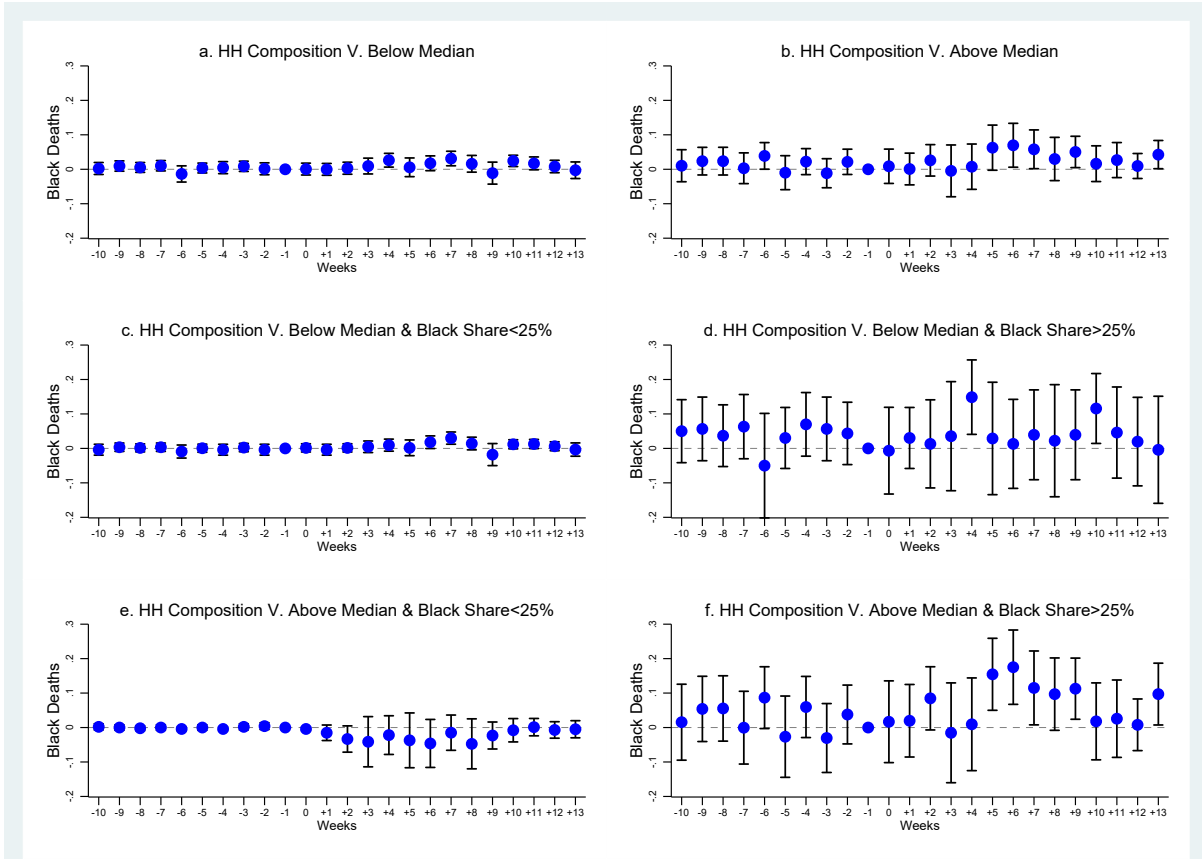 a. HH Composition V. Below Median
Black Deaths
.3
.2
.1
0
-.1
-.2
-10 -9 -8 -7 -6 -5 -4 -3 -2 -1 0 +1 +2 +3 +4 +5 +6 +7 +8 +9 +10 +11 +12 +13
Weeks
b. HH Composition V. Above Median
Black Deaths
.3
.2
.1
0
-.1
-.2
-10 -9 -8 -7 -6 -5 -4 -3 -2 -1 0 +1 +2 +3 +4 +5 +6 +7 +8 +9 +10 +11 +12 +13
Weeks
c. HH Composition V. Below Median & Black Share<25%
Black Deaths
.3
.2
.1
0
-.1
-.2
-10 -9 -8 -7 -6 -5 -4 -3 -2 -1 0 +1 +2 +3 +4 +5 +6 +7 +8 +9 +10 +11 +12 +13
Weeks
d. HH Composition V. Below Median & Black Share>25%
Black Deaths
.3
.2
.1
0
-.1
-.2
-10 -9 -8 -7 -6 -5 -4 -3 -2 -1 0 +1 +2 +3 +4 +5 +6 +7 +8 +9 +10 +11 +12 +13
Weeks
e. HH Composition V. Above Median & Black Share<25%
Black Deaths
.3
.2
.1
0
-.1
-.2
-10 -9 -8 -7 -6 -5 -4 -3 -2 -1 0 +1 +2 +3 +4 +5 +6 +7 +8 +9 +10 +11 +12 +13
Weeks
f. HH Composition V. Above Median & Black Share>25%
Black Deaths
.3
.2
.1
0
-.1
-.2
-10 -9 -8 -7 -6 -5 -4 -3 -2 -1 0 +1 +2 +3 +4 +5 +6 +7 +8 +9 +10 +11 +12 +13
Weeks